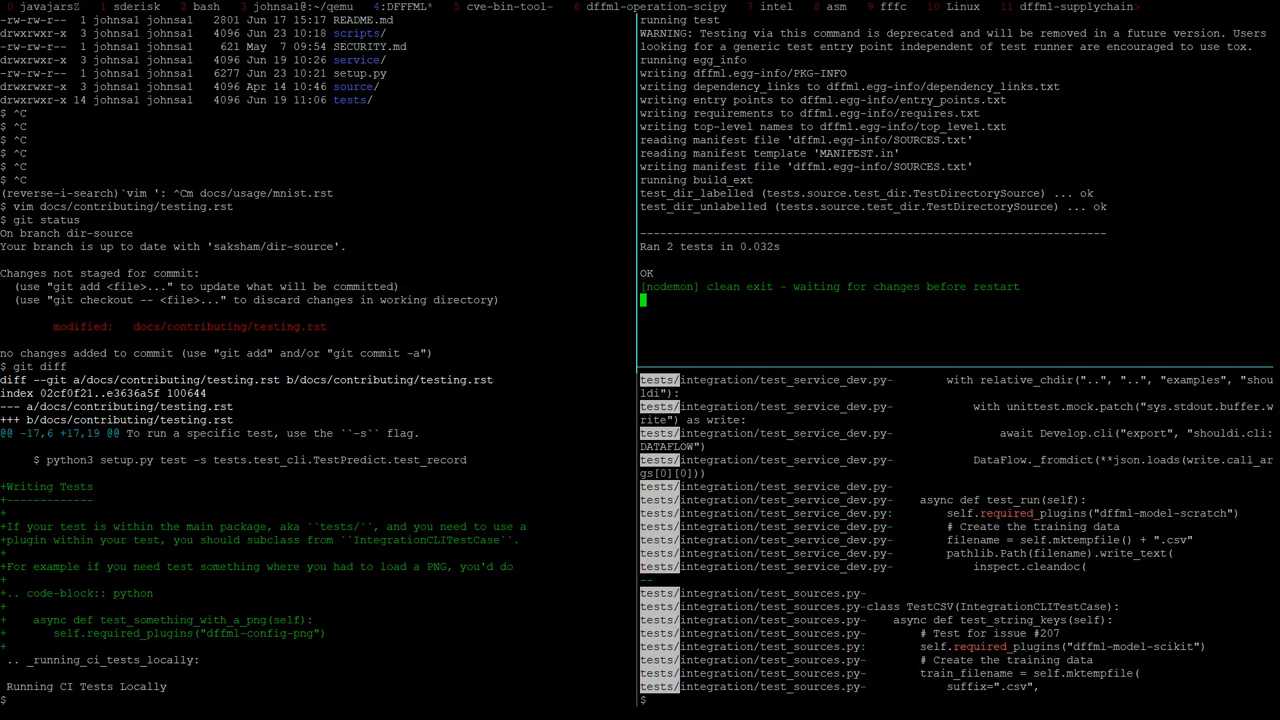 0 javajarsZ  1 sderisk  2 bash  3 johnsa1@:~/qemu  4:DFFFML*  5 cve-bin-tool-  6 dffml-operation-scipy  7 intel  8 asm  9 fffc  10 Linux  11 dffml-supplychain>
-rw-rw-r--  1 johnsa1 johnsa1  2801 Jun 17 15:17 README.md
drwxrwxr-x  3 johnsa1 johnsa1  4096 Jun 23 10:18 scripts/
-rw-rw-r--  1 johnsa1 johnsa1   621 May  7 09:54 SECURITY.md
drwxrwxr-x  5 johnsa1 johnsa1  4096 Jun 19 10:26 service/
-rw-rw-r--  1 johnsa1 johnsa1  6277 Jun 23 10:21 setup.py
drwxrwxr-x  3 johnsa1 johnsa1  4096 Apr 14 10:46 source/
drwxrwxr-x 14 johnsa1 johnsa1  4096 Jun 19 11:06 tests/
$ ^C
$ ^C
$ ^C
$ ^C
$ ^C
$ ^C
(reverse-i-search)`vim ': ^Cm docs/usage/mnist.rst
$ vim docs/contributing/testing.rst
$ git status
On branch dir-source
Your branch is up to date with 'saksham/dir-source'.
Changes not staged for commit:
  (use "git add <file>..." to update what will be committed)
  (use "git checkout -- <file>..." to discard changes in working directory)
        modified:   docs/contributing/testing.rst
no changes added to commit (use "git add" and/or "git commit -a")
$ git diff
diff --git a/docs/contributing/testing.rst b/docs/contributing/testing.rst
index 02cf0f21..e3636a5f 100644
--- a/docs/contributing/testing.rst
+++ b/docs/contributing/testing.rst
@@ -17,6 +17,19 @@ To run a specific test, use the ``-s`` flag.
     $ python3 setup.py test -s tests.test_cli.TestPredict.test_record
+Writing Tests
+-------------
+
+If your test is within the main package, aka ``tests/``, and you need to use a
+plugin within your test, you should subclass from ``IntegrationCLITestCase``.
+
+For example if you need test something where you had to load a PNG, you'd do
+
+.. code-block:: python
+
+    async def test_something_with_a_png(self):
+        self.required_plugins("dffml-config-png")
+
 .. _running_ci_tests_locally:
 Running CI Tests Locally
$
running test
WARNING: Testing via this command is deprecated and will be removed in a future version. Users
looking for a generic test entry point independent of test runner are encouraged to use tox.
running egg_info
writing dffml.egg-info/PKG-INFO
writing dependency_links to dffml.egg-info/dependency_links.txt
writing entry points to dffml.egg-info/entry_points.txt
writing requirements to dffml.egg-info/requires.txt
writing top-level names to dffml.egg-info/top_level.txt
reading manifest file 'dffml.egg-info/SOURCES.txt'
reading manifest template 'MANIFEST.in'
writing manifest file 'dffml.egg-info/SOURCES.txt'
running build_ext
test_dir_labelled (tests.source.test_dir.TestDirectorySource) ... ok
test_dir_unlabelled (tests.source.test_dir.TestDirectorySource) ... ok
----------------------------------------------------------------------
Ran 2 tests in 0.032s
OK
[nodemon] clean exit - waiting for changes before restart
tests/integration/test_service_dev.py-            with relative_chdir("..", "..", "examples", "shou
ldi"):
tests/integration/test_service_dev.py-                with unittest.mock.patch("sys.stdout.buffer.w
rite") as write:
tests/integration/test_service_dev.py-                    await Develop.cli("export", "shouldi.cli:
DATAFLOW")
tests/integration/test_service_dev.py-                DataFlow._fromdict(**json.loads(write.call_ar
gs[0][0]))
tests/integration/test_service_dev.py-
tests/integration/test_service_dev.py-    async def test_run(self):
tests/integration/test_service_dev.py:        self.required_plugins("dffml-model-scratch")
tests/integration/test_service_dev.py-        # Create the training data
tests/integration/test_service_dev.py-        filename = self.mktempfile() + ".csv"
tests/integration/test_service_dev.py-        pathlib.Path(filename).write_text(
tests/integration/test_service_dev.py-            inspect.cleandoc(
--
tests/integration/test_sources.py-
tests/integration/test_sources.py-class TestCSV(IntegrationCLITestCase):
tests/integration/test_sources.py-    async def test_string_keys(self):
tests/integration/test_sources.py-        # Test for issue #207
tests/integration/test_sources.py:        self.required_plugins("dffml-model-scikit")
tests/integration/test_sources.py-        # Create the training data
tests/integration/test_sources.py-        train_filename = self.mktempfile(
tests/integration/test_sources.py-            suffix=".csv",
$